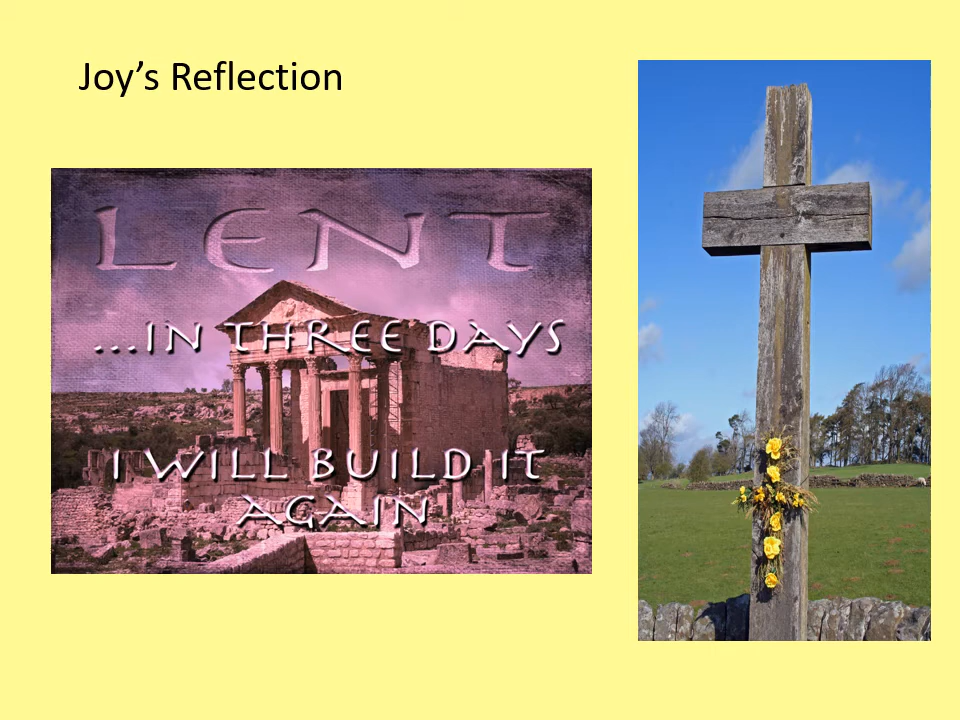 Joy’s Reflection
LENT
...IN THREE DAYS
I WILL BUILD IT
AGAIN